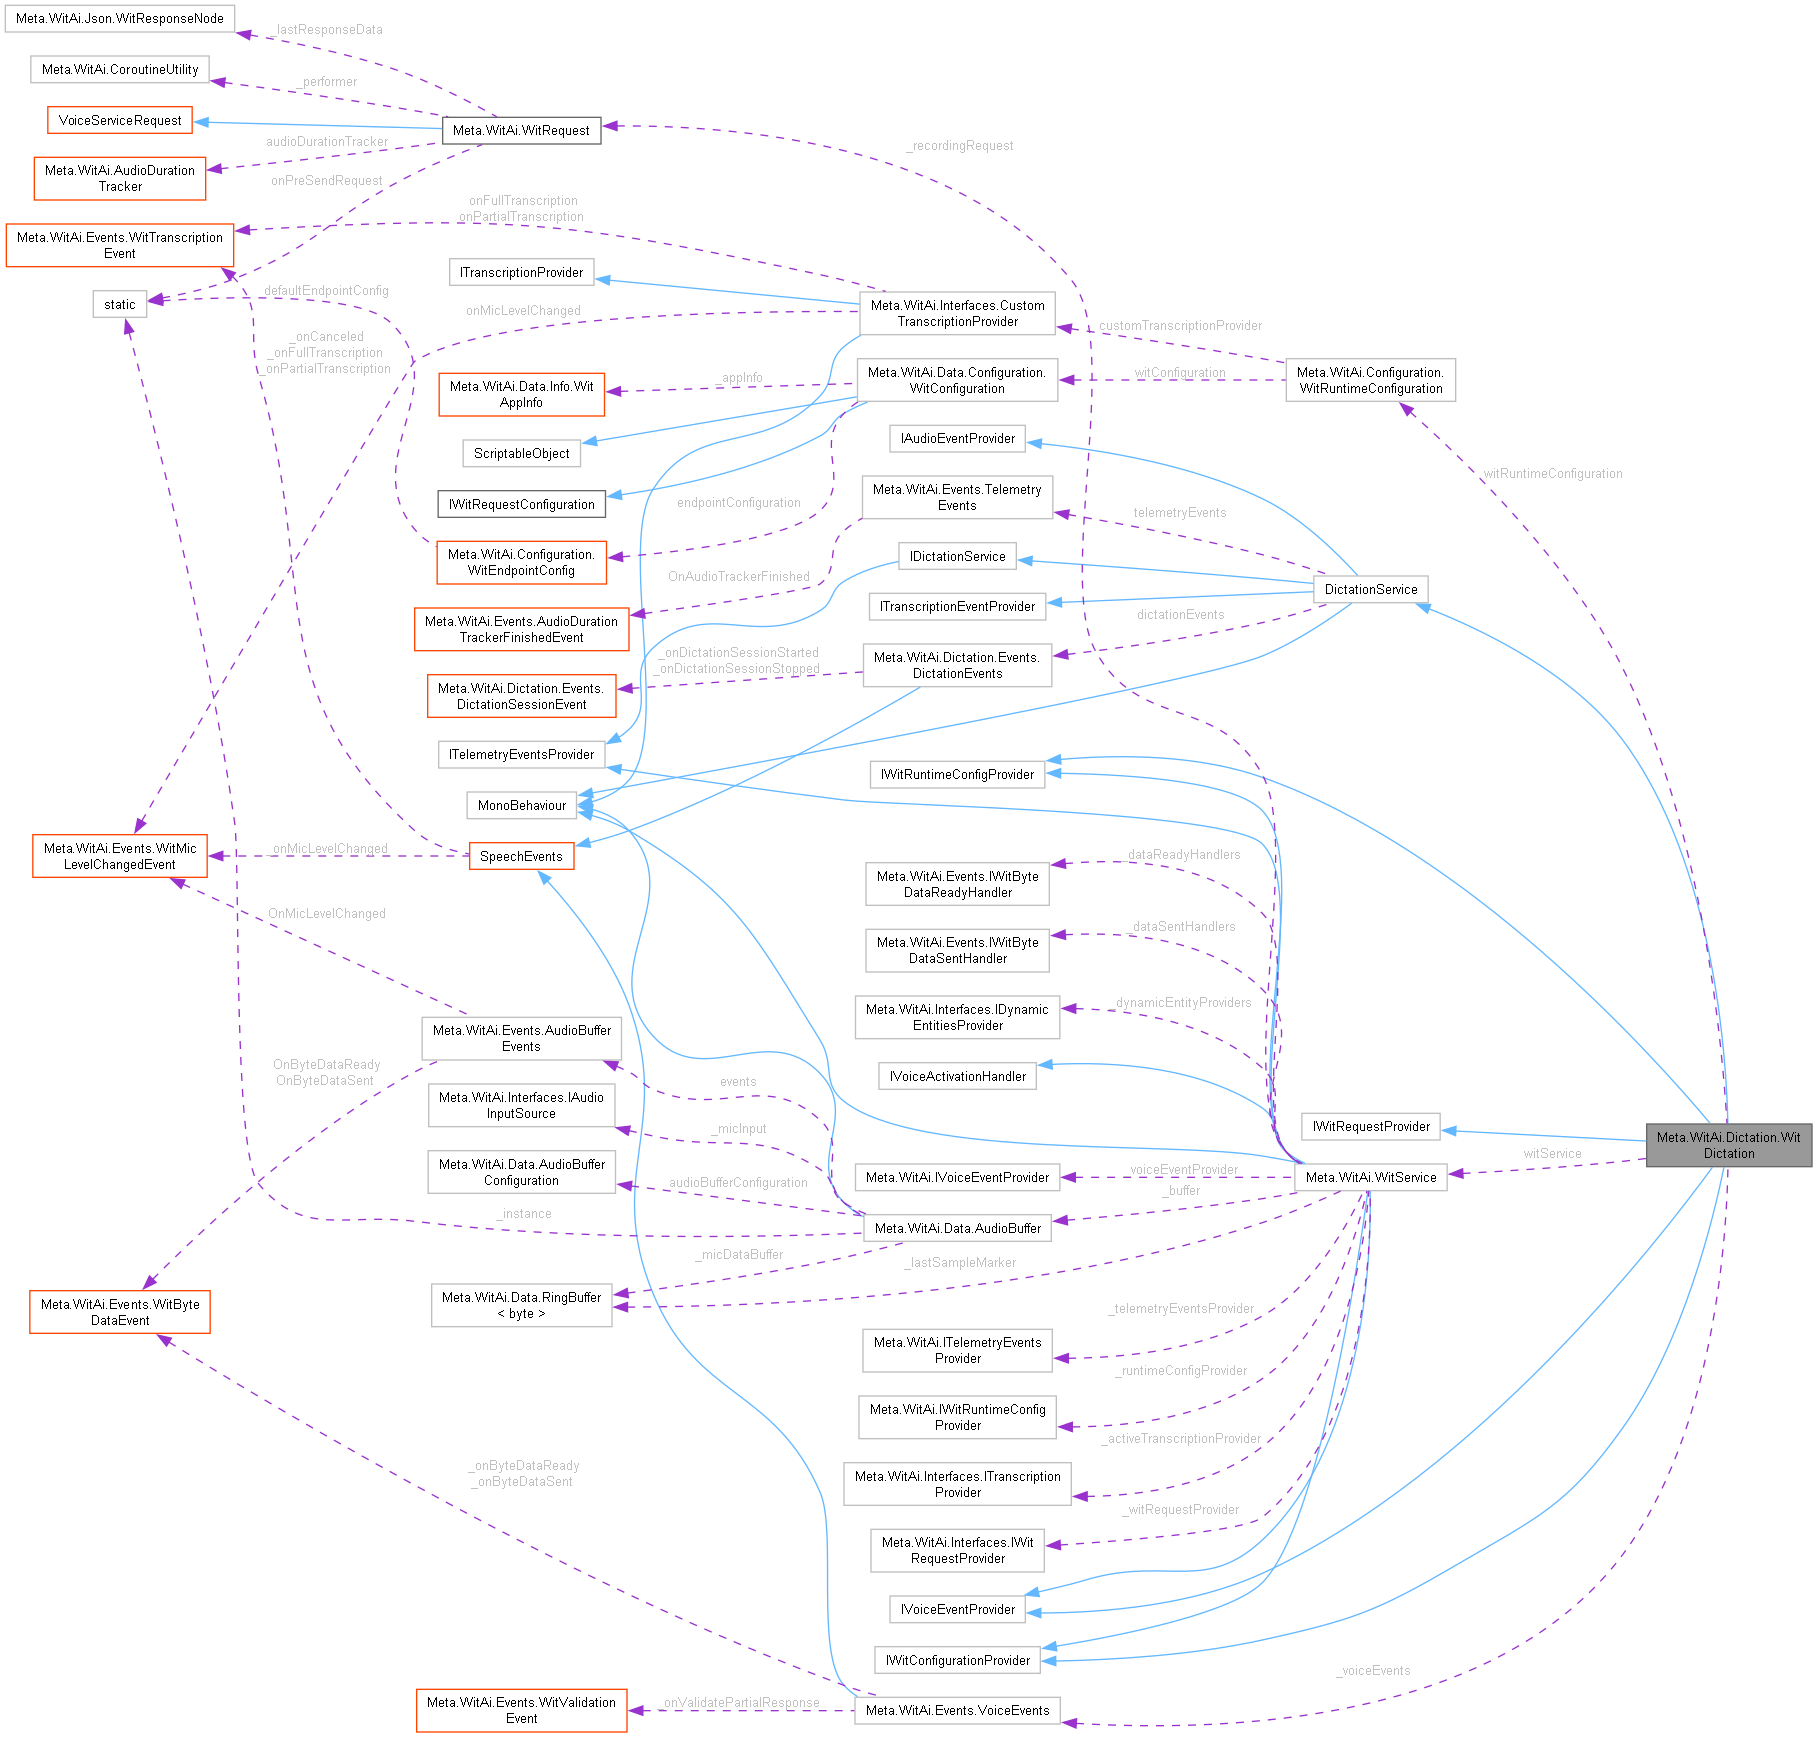 Meta.WitAi.Json.WitResponseNode
_lastResponseData
Meta.WitAi.CoroutineUtility
_performer
VoiceServiceRequest
Meta.WitAi.WitRequest
audioDurationTracker
Meta.WitAi.AudioDuration
Tracker
onPreSendRequest
_recordingRequest
onFullTranscription
onPartialTranscription
Meta.WitAi.Events.WitTranscription
Event
ITranscriptionProvider
static
defaultEndpointConfig
onMicLevelChanged
Meta.WitAi.Interfaces.Custom
TranscriptionProvider
customTranscriptionProvider
_onCanceled
_onFullTranscription
_onPartialTranscription
Meta.WitAi.Data.Info.Wit
AppInfo
_appInfo
Meta.WitAi.Data.Configuration.
WitConfiguration
witConfiguration
Meta.WitAi.Configuration.
WitRuntimeConfiguration
IAudioEventProvider
ScriptableObject
witRuntimeConfiguration
IWitRequestConfiguration
endpointConfiguration
Meta.WitAi.Events.Telemetry
Events
telemetryEvents
Meta.WitAi.Configuration.
WitEndpointConfig
IDictationService
OnAudioTrackerFinished
DictationService
ITranscriptionEventProvider
dictationEvents
Meta.WitAi.Events.AudioDuration
TrackerFinishedEvent
_onDictationSessionStarted
_onDictationSessionStopped
Meta.WitAi.Dictation.Events.
DictationEvents
Meta.WitAi.Dictation.Events.
DictationSessionEvent
ITelemetryEventsProvider
IWitRuntimeConfigProvider
MonoBehaviour
Meta.WitAi.Events.WitMic
LevelChangedEvent
_onMicLevelChanged
SpeechEvents
_dataReadyHandlers
Meta.WitAi.Events.IWitByte
DataReadyHandler
OnMicLevelChanged
_dataSentHandlers
Meta.WitAi.Events.IWitByte
DataSentHandler
_dynamicEntityProviders
Meta.WitAi.Interfaces.IDynamic
EntitiesProvider
Meta.WitAi.Events.AudioBuffer
Events
OnByteDataReady
OnByteDataSent
events
IVoiceActivationHandler
Meta.WitAi.Interfaces.IAudio
InputSource
_micInput
IWitRequestProvider
Meta.WitAi.Dictation.Wit
Dictation
witService
Meta.WitAi.Data.AudioBuffer
Configuration
audioBufferConfiguration
Meta.WitAi.IVoiceEventProvider
_voiceEventProvider
Meta.WitAi.WitService
_buffer
_instance
Meta.WitAi.Data.AudioBuffer
_micDataBuffer
_lastSampleMarker
Meta.WitAi.Data.RingBuffer
< byte >
Meta.WitAi.Events.WitByte
DataEvent
_telemetryEventsProvider
Meta.WitAi.ITelemetryEvents
Provider
_runtimeConfigProvider
Meta.WitAi.IWitRuntimeConfig
Provider
_activeTranscriptionProvider
Meta.WitAi.Interfaces.ITranscription
Provider
_onByteDataReady
_onByteDataSent
_witRequestProvider
Meta.WitAi.Interfaces.IWit
RequestProvider
IVoiceEventProvider
IWitConfigurationProvider
_voiceEvents
Meta.WitAi.Events.WitValidation
Event
_onValidatePartialResponse
Meta.WitAi.Events.VoiceEvents